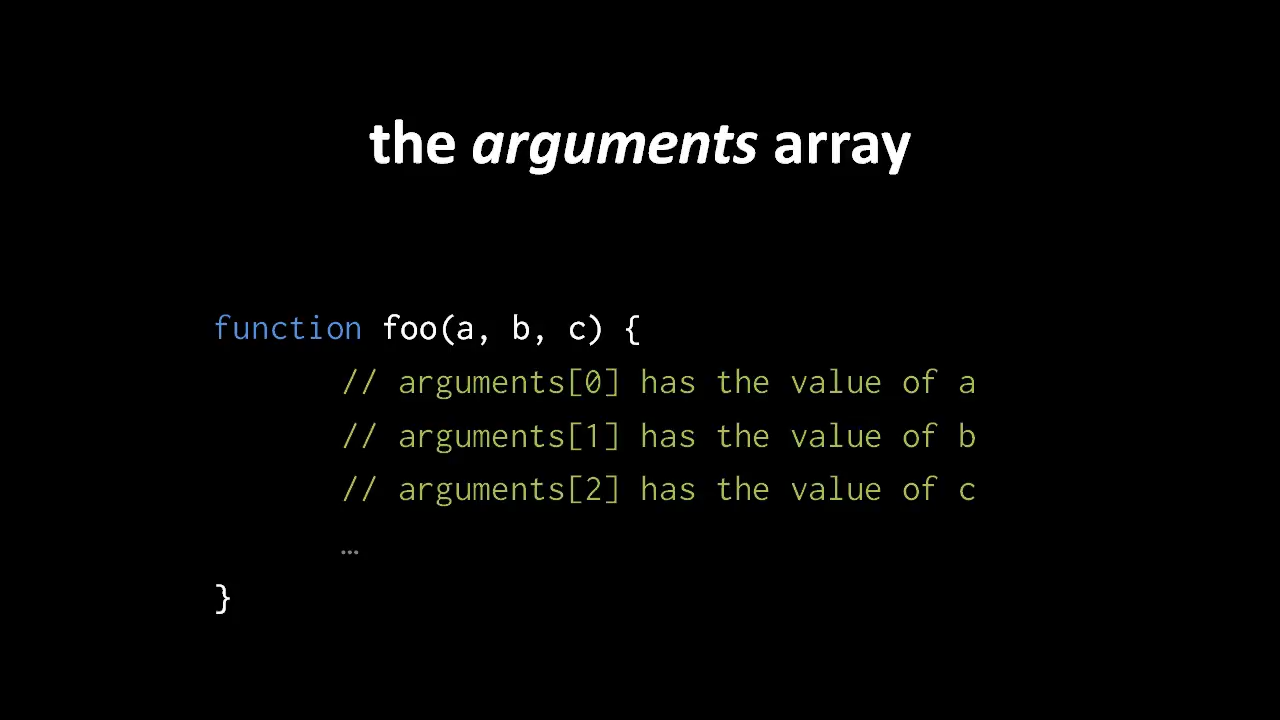 the arguments array
function foo(a, b, c) {
// arguments[0] has the value of a
// arguments[1] has the value of b
// arguments[2] has the value of c
…
}